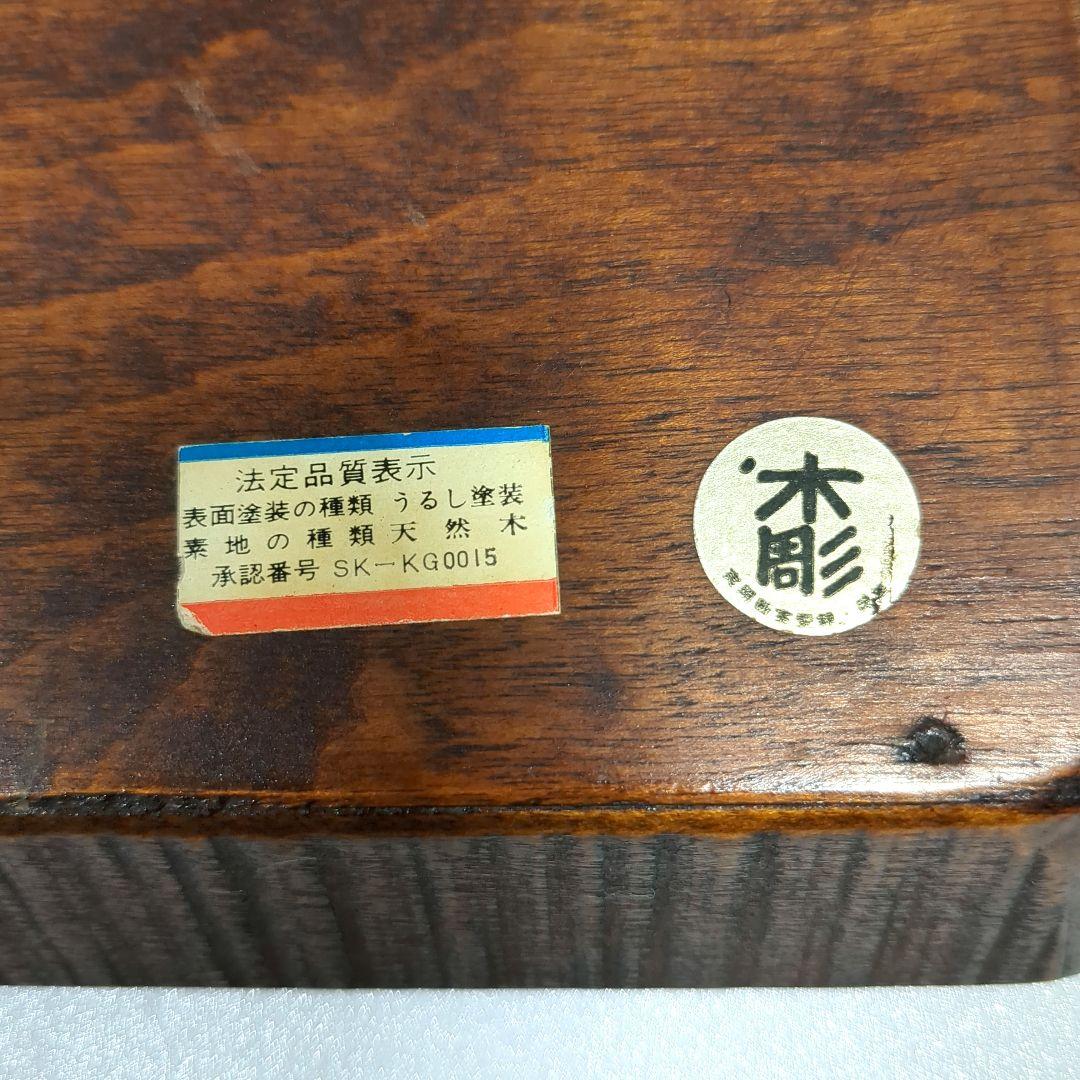 法定品質表示
表面塗装の種類 うるし塗装
素地の種類 天然木
承認番号 SK-KG0015
木
彫